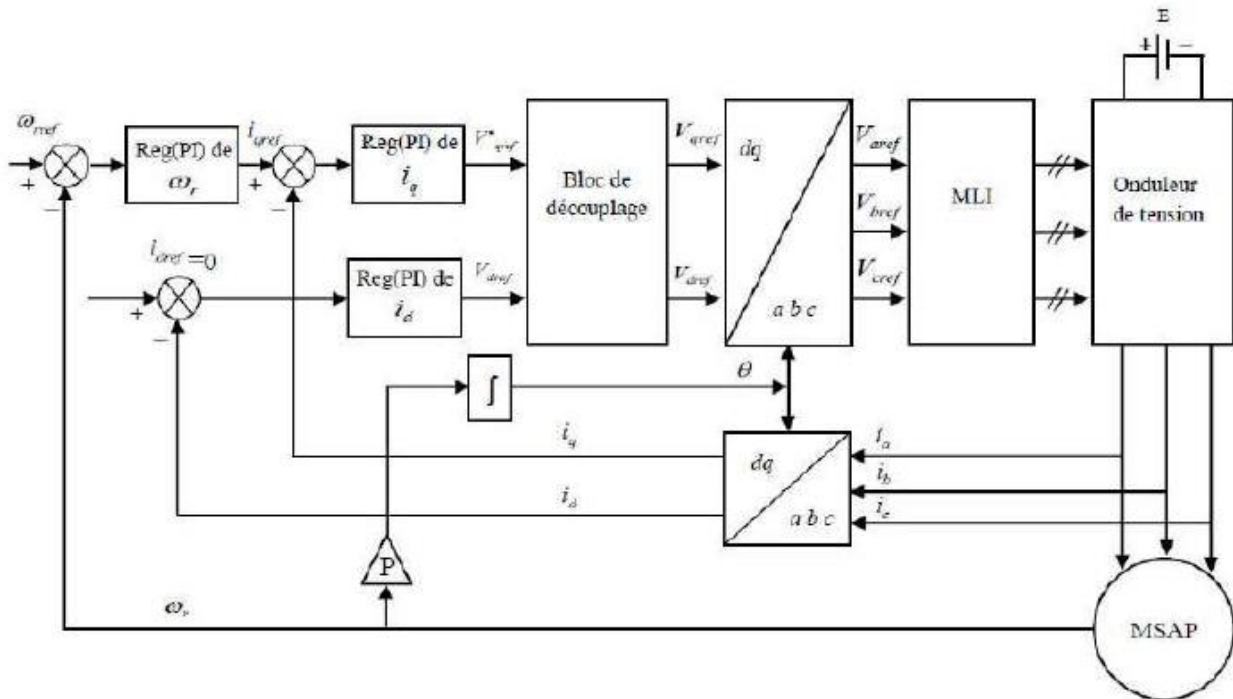 E
+ −
ω_rref
+
−
Reg(PI) de
ω_r
i_qref
+
−
Reg(PI) de
i_q
V*_qref
Bloc de
découplage
V_qref
dq
a b c
V_aref
V_bref
V_cref
MLI
Onduleur
de tension
i_dref =0
+
−
Reg(PI) de
i_d
V_dref
V_dref
∫
θ
i_q
i_d
dq
a b c
i_a
i_b
i_c
P
ω_r
MSAP